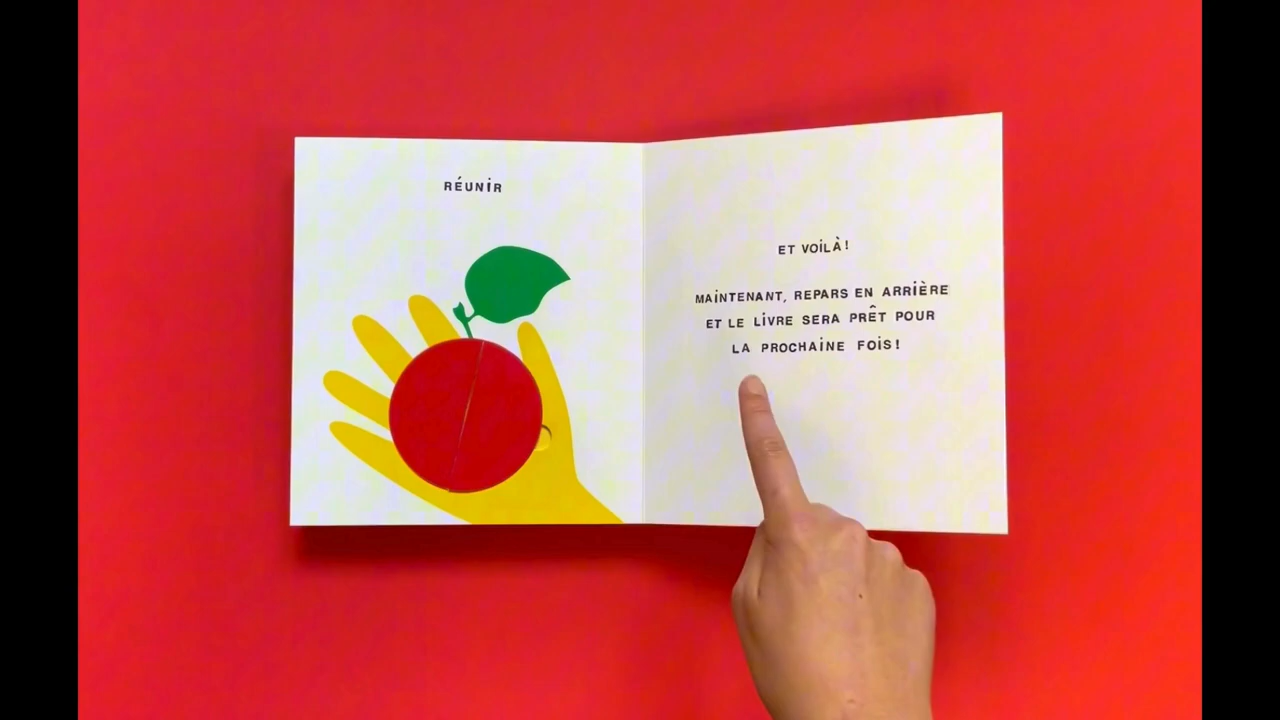 RÉUNIR
ET VOILÀ!
MAINTENANT, REPARS EN ARRIÈRE
ET LE LIVRE SERA PRÊT POUR
LA PROCHAINE FOIS!